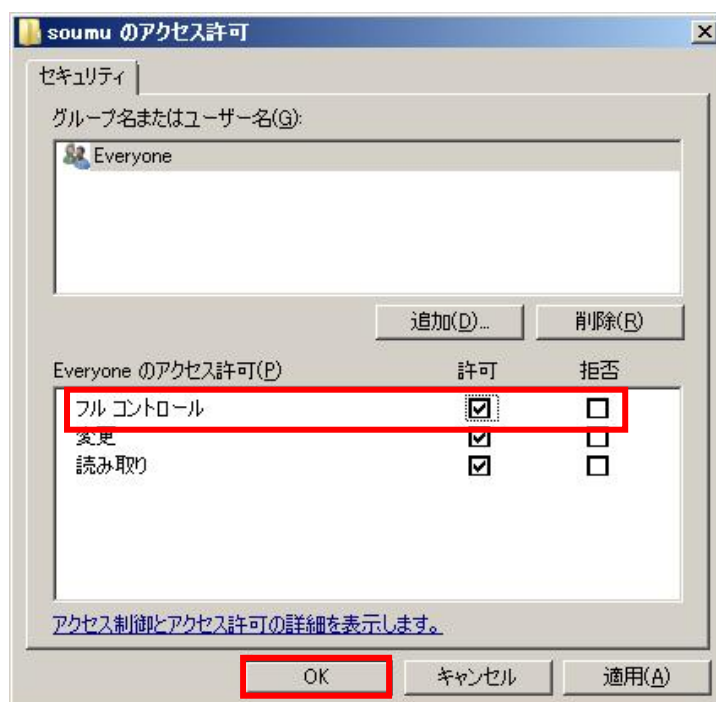 soumu のアクセス許可
セキュリティ
グループ名またはユーザー名(G):
Everyone
追加(D)... 削除(R)
Everyone のアクセス許可(P) 許可 拒否
フル コントロール
変更
読み取り
アクセス制御とアクセス許可の詳細を表示します。
OK キャンセル 適用(A)